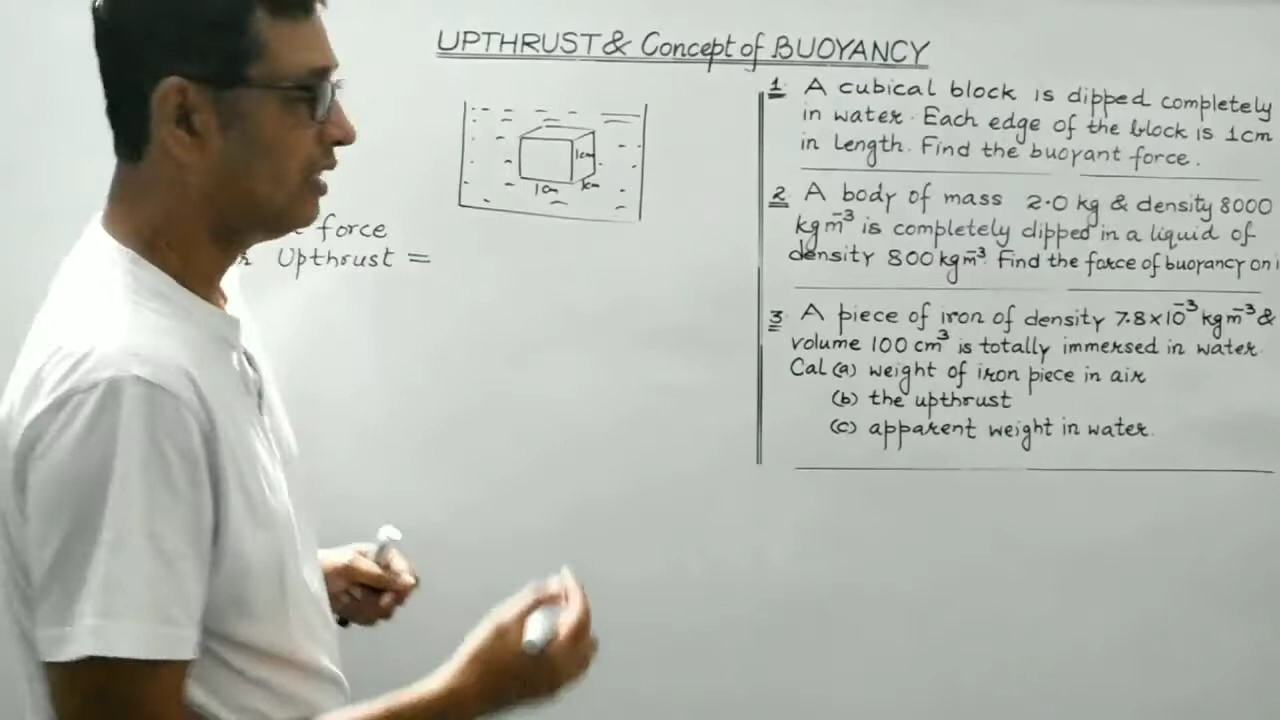 UPTHRUST & Concept of BUOYANCY
1cm
1cm 1cm
force
Upthrust =
1. A cubical block is dipped completely
in water. Each edge of the block is 1cm
in Length. Find the buoyant force.
2. A body of mass 2.0 kg & density 8000
kgm⁻³ is completely dipped in a liquid of
density 800 kgm⁻³. Find the force of buoyancy on
3. A piece of iron of density 7.8×10⁻³ kgm⁻³ &
volume 100 cm³ is totally immersed in water.
Cal (a) weight of iron piece in air
(b) the upthrust
(c) apparent weight in water.